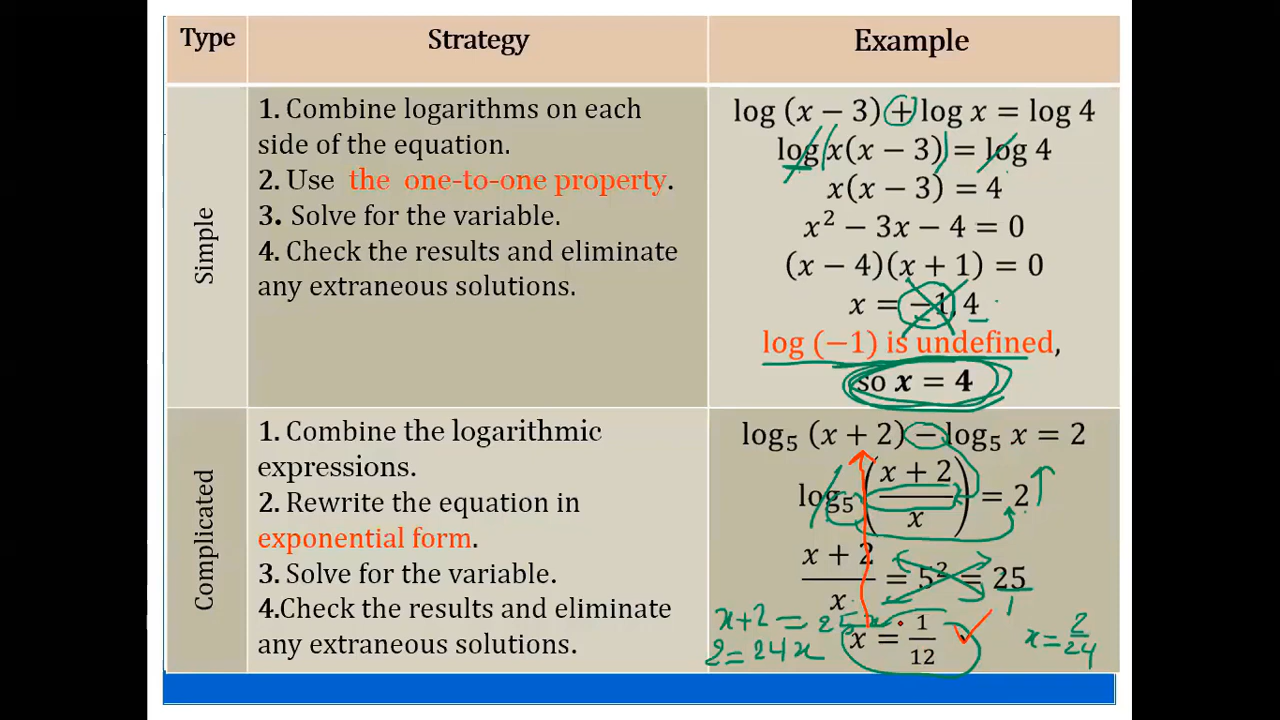 Type Strategy Example
Simple
1. Combine logarithms on each
side of the equation.
2. Use the one-to-one property.
3. Solve for the variable.
4. Check the results and eliminate
any extraneous solutions.
log (x − 3) + log x = log 4
log x(x − 3) = log 4
x(x − 3) = 4
x² − 3x − 4 = 0
(x − 4)(x + 1) = 0
x = −1, 4
log (−1) is undefined,
so x = 4
Complicated
1. Combine the logarithmic
expressions.
2. Rewrite the equation in
exponential form.
3. Solve for the variable.
4.Check the results and eliminate
any extraneous solutions.
log₅ (x + 2) − log₅ x = 2
log₅ ((x + 2)/x) = 2
(x + 2)/x = 5² = 25/1
x+2 = 25x
2=24x
x = 1/12
x = 2/24